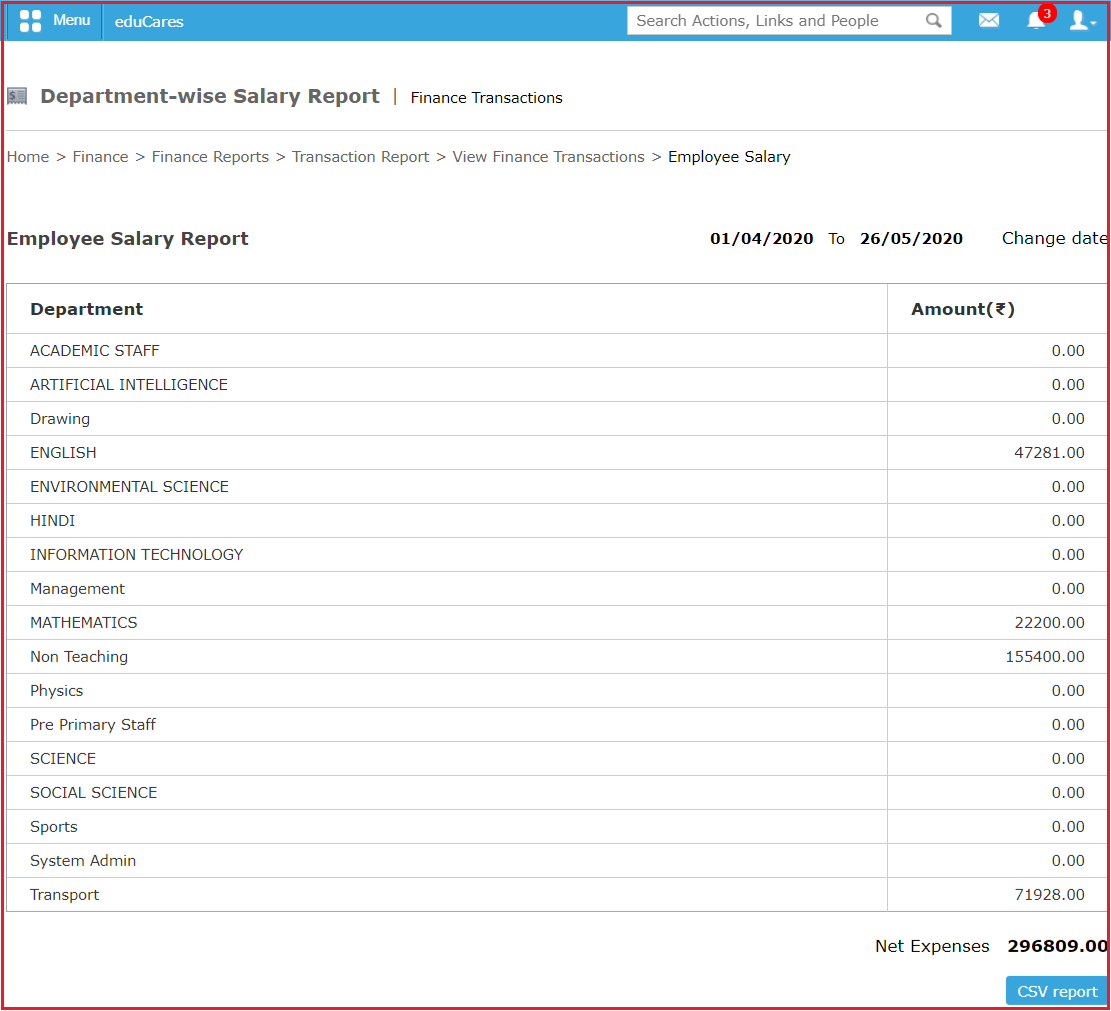 Menu eduCares Search Actions, Links and People 3
Department-wise Salary Report | Finance Transactions
Home > Finance > Finance Reports > Transaction Report > View Finance Transactions > Employee Salary
Employee Salary Report 01/04/2020 To 26/05/2020 Change date
Department Amount(₹)
ACADEMIC STAFF 0.00
ARTIFICIAL INTELLIGENCE 0.00
Drawing 0.00
ENGLISH 47281.00
ENVIRONMENTAL SCIENCE 0.00
HINDI 0.00
INFORMATION TECHNOLOGY 0.00
Management 0.00
MATHEMATICS 22200.00
Non Teaching 155400.00
Physics 0.00
Pre Primary Staff 0.00
SCIENCE 0.00
SOCIAL SCIENCE 0.00
Sports 0.00
System Admin 0.00
Transport 71928.00
Net Expenses 296809.00
CSV report